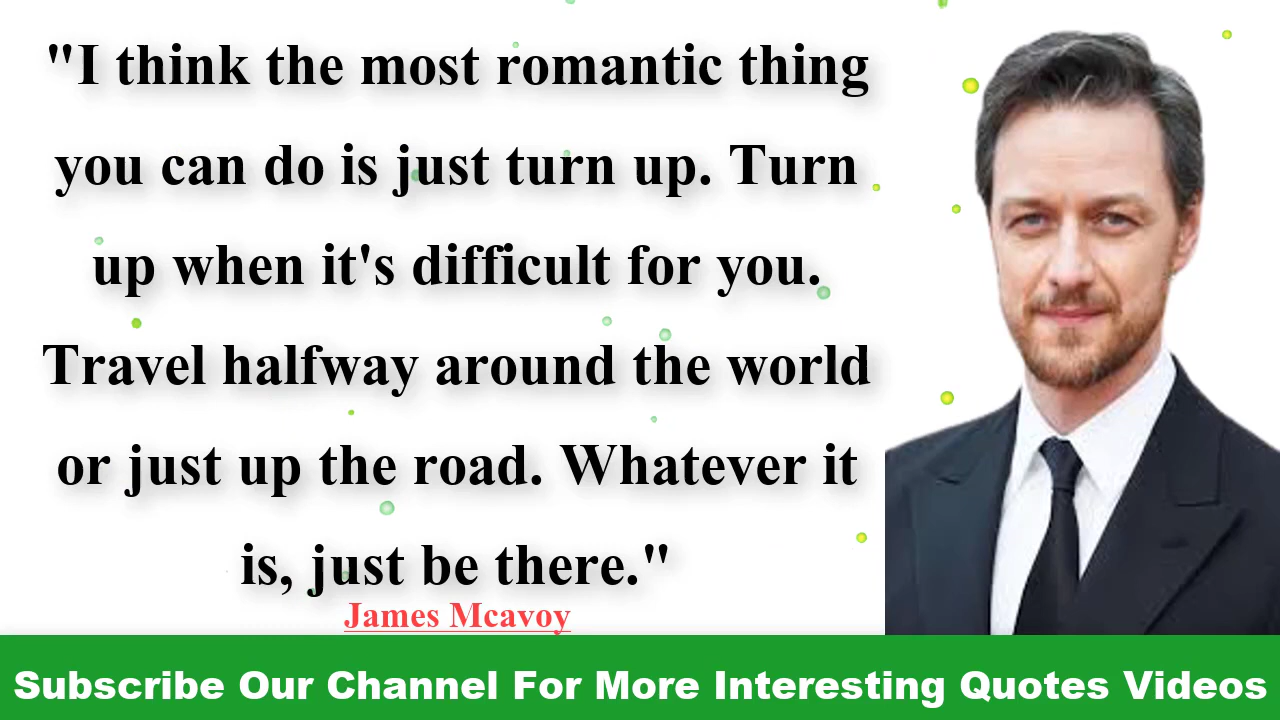 "I think the most romantic thing
you can do is just turn up. Turn
up when it's difficult for you.
Travel halfway around the world
or just up the road. Whatever it
is, just be there."
James Mcavoy
Subscribe Our Channel For More Interesting Quotes Videos